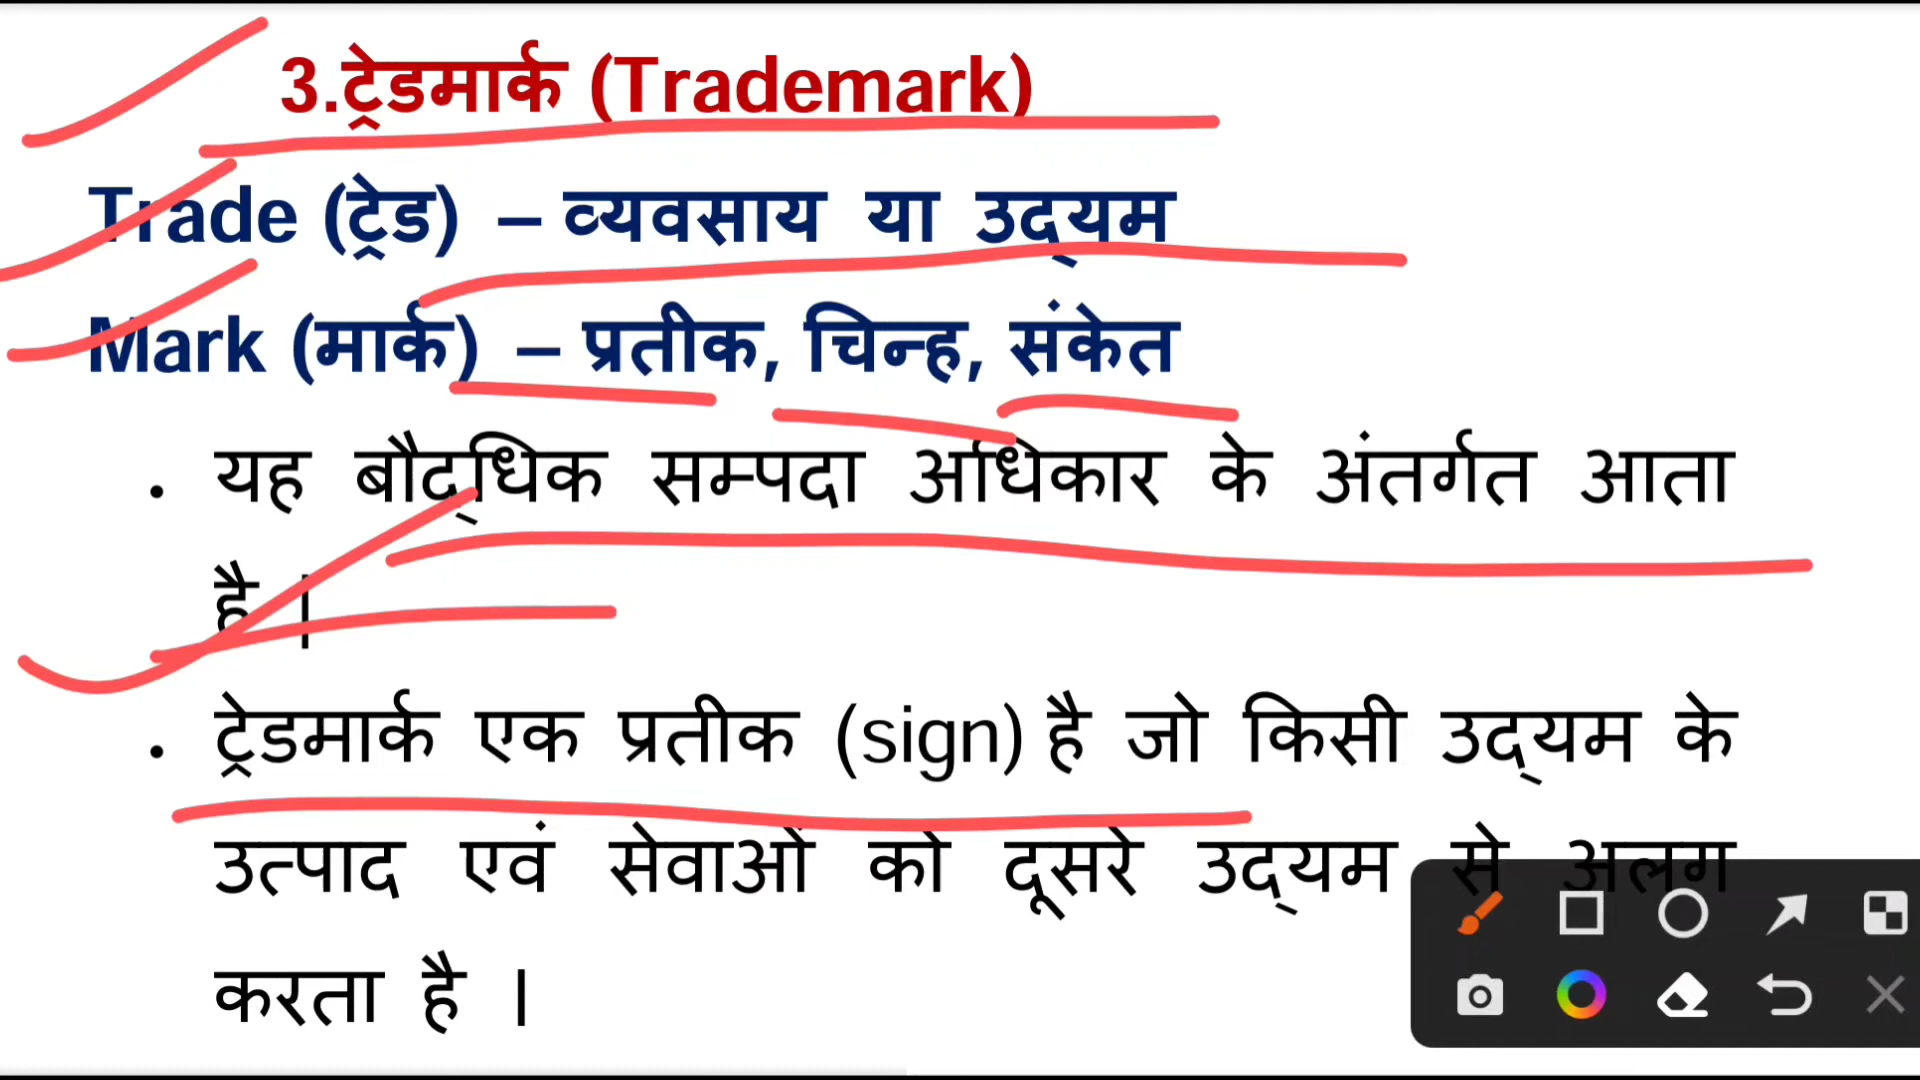 3.ट्रेडमार्क (Trademark)
Trade (ट्रेड) – व्यवसाय या उद्यम
Mark (मार्क) – प्रतीक, चिन्ह, संकेत
• यह बौद्धिक सम्पदा अधिकार के अंतर्गत आता
है ।
• ट्रेडमार्क एक प्रतीक (sign) है जो किसी उद्यम के
उत्पाद एवं सेवाओं को दूसरे उद्यम से अलग
करता है ।